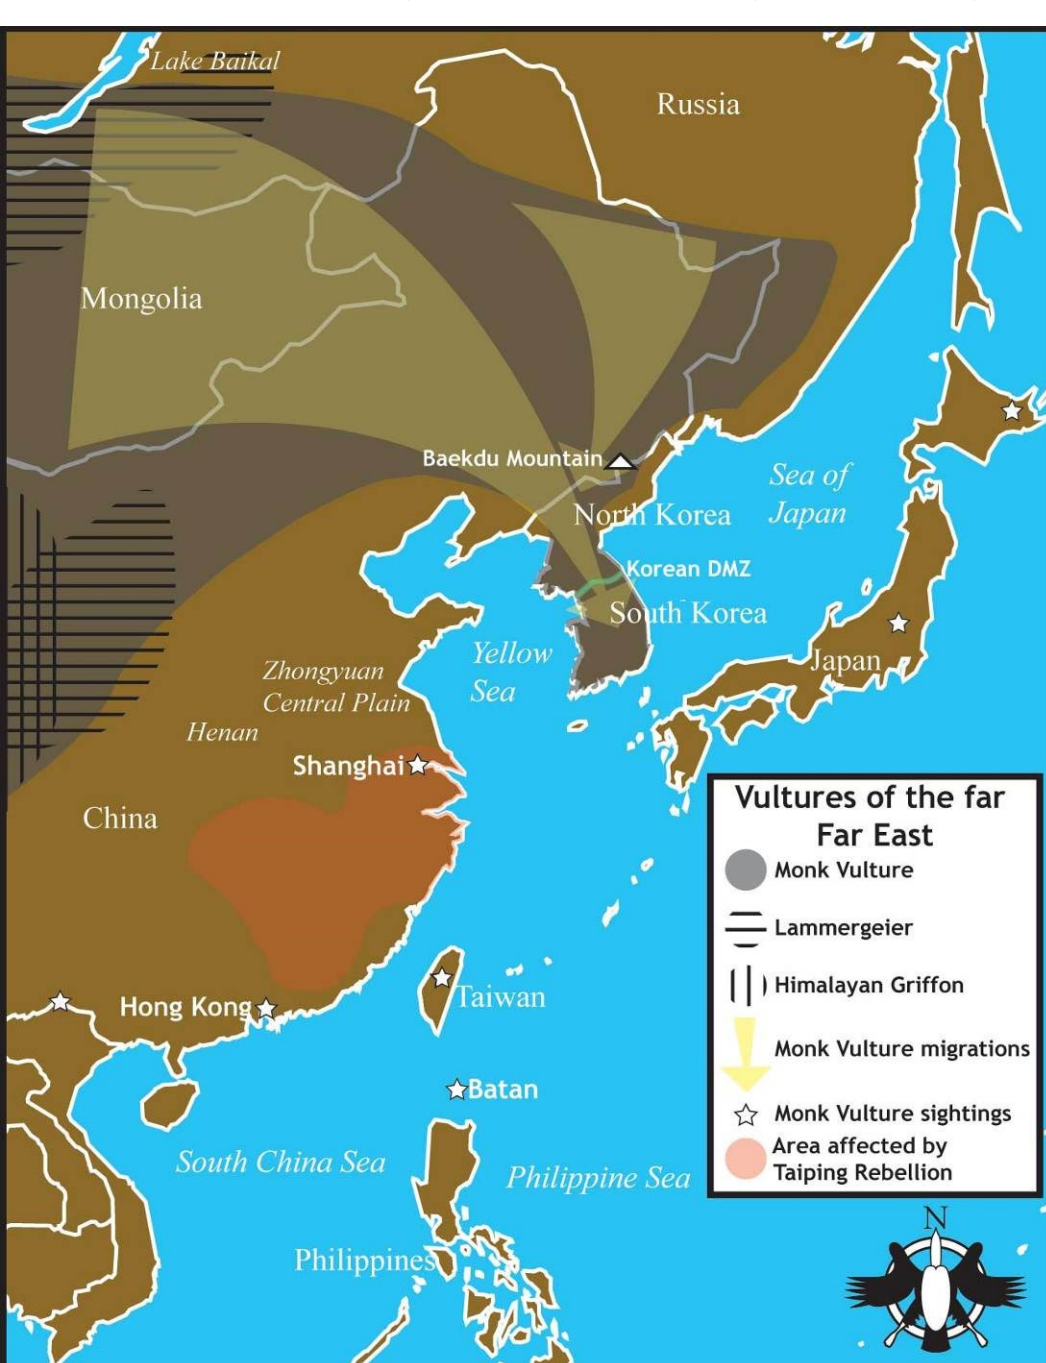 Lake Baikal
Russia
Mongolia
Baekdu Mountain
Sea of
Japan
North Korea
Korean DMZ
South Korea
Yellow
Sea
Japan
Zhongyuan
Central Plain
Henan
Shanghai
China
Hong Kong
Taiwan
Batan
South China Sea
Philippine Sea
Philippines
Vultures of the far
Far East
Monk Vulture
Lammergeier
Himalayan Griffon
Monk Vulture migrations
Monk Vulture sightings
Area affected by
Taiping Rebellion
N